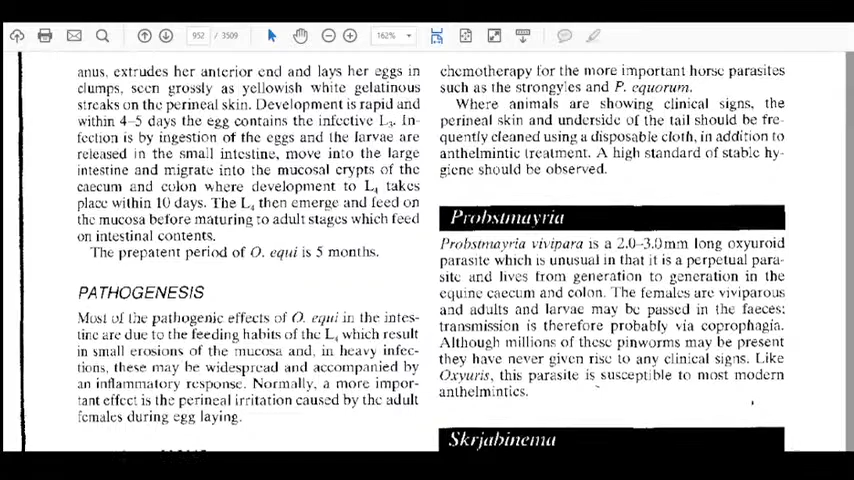 952 / 3509
162%
anus, extrudes her anterior end and lays her eggs in
clumps, seen grossly as yellowish white gelatinous
streaks on the perineal skin. Development is rapid and
within 4–5 days the egg contains the infective L3. In-
fection is by ingestion of the eggs and the larvae are
released in the small intestine, move into the large
intestine and migrate into the mucosal crypts of the
caecum and colon where development to L4 takes
place within 10 days. The L4 then emerge and feed on
the mucosa before maturing to adult stages which feed
on intestinal contents.
The prepatent period of O. equi is 5 months.
PATHOGENESIS
Most of the pathogenic effects of O. equi in the intes-
tine are due to the feeding habits of the L4 which result
in small erosions of the mucosa and, in heavy infec-
tions, these may be widespread and accompanied by
an inflammatory response. Normally, a more impor-
tant effect is the perineal irritation caused by the adult
females during egg laying.
chemotherapy for the more important horse parasites
such as the strongyles and P. equorum.
Where animals are showing clinical signs, the
perineal skin and underside of the tail should be fre-
quently cleaned using a disposable cloth, in addition to
anthelmintic treatment. A high standard of stable hy-
giene should be observed.
Probstmayria
Probstmayria vivipara is a 2.0–3.0mm long oxyuroid
parasite which is unusual in that it is a perpetual para-
site and lives from generation to generation in the
equine caecum and colon. The females are viviparous
and adults and larvae may be passed in the faeces;
transmission is therefore probably via coprophagia.
Although millions of these pinworms may be present
they have never given rise to any clinical signs. Like
Oxyuris, this parasite is susceptible to most modern
anthelmintics.
Skrjabinema